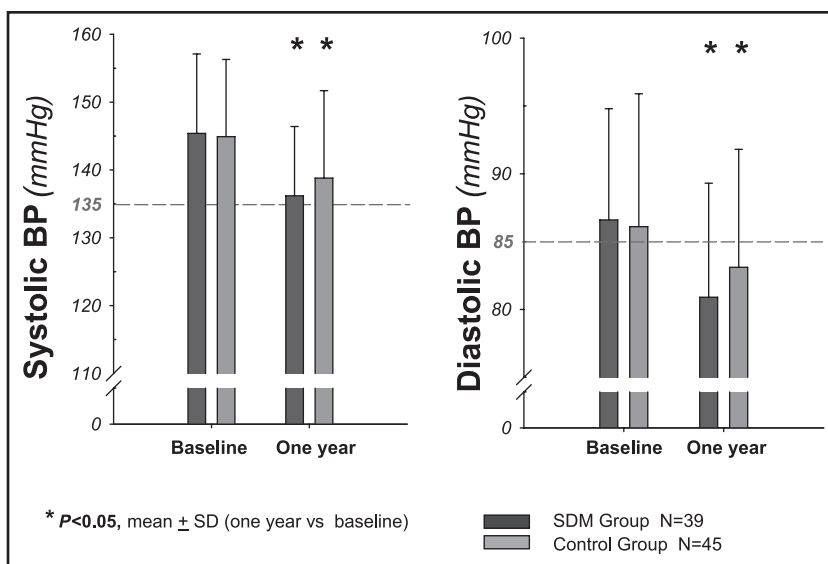 Systolic BP (mmHg)
160
150
140
135
130
120
110
0
Baseline
One year
* *
Diastolic BP (mmHg)
100
90
85
80
0
Baseline
One year
* *
* P<0.05, mean ± SD (one year vs baseline)
SDM Group N=39
Control Group N=45